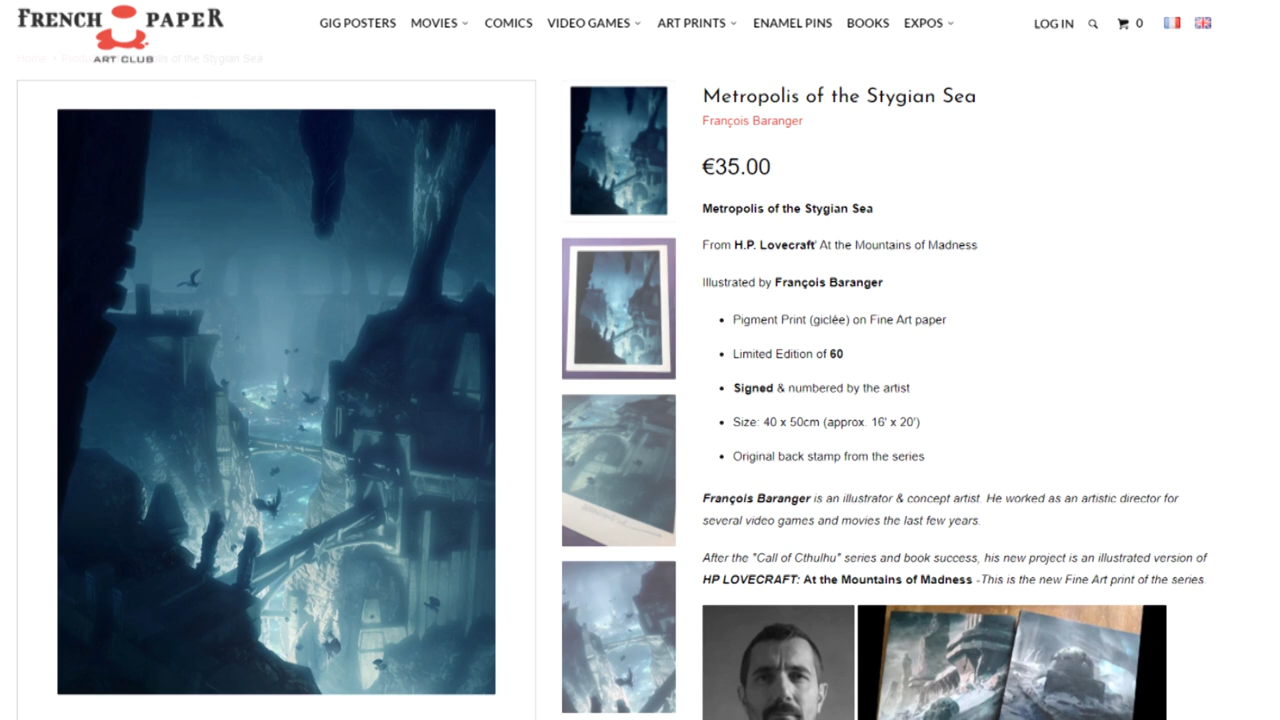 FRENCH PAPER
ART CLUB
GIG POSTERS MOVIES COMICS VIDEO GAMES ART PRINTS ENAMEL PINS BOOKS EXPOS LOG IN 0
Home olis of the Stygian Sea
Metropolis of the Stygian Sea
François Baranger
€35.00
Metropolis of the Stygian Sea
From H.P. Lovecraft' At the Mountains of Madness
Illustrated by François Baranger
• Pigment Print (giclée) on Fine Art paper
• Limited Edition of 60
• Signed & numbered by the artist
• Size: 40 x 50cm (approx. 16' x 20')
• Original back stamp from the series
François Baranger is an illustrator & concept artist. He worked as an artistic director for
several video games and movies the last few years.
After the "Call of Cthulhu" series and book success, his new project is an illustrated version of
HP LOVECRAFT: At the Mountains of Madness -This is the new Fine Art print of the series.